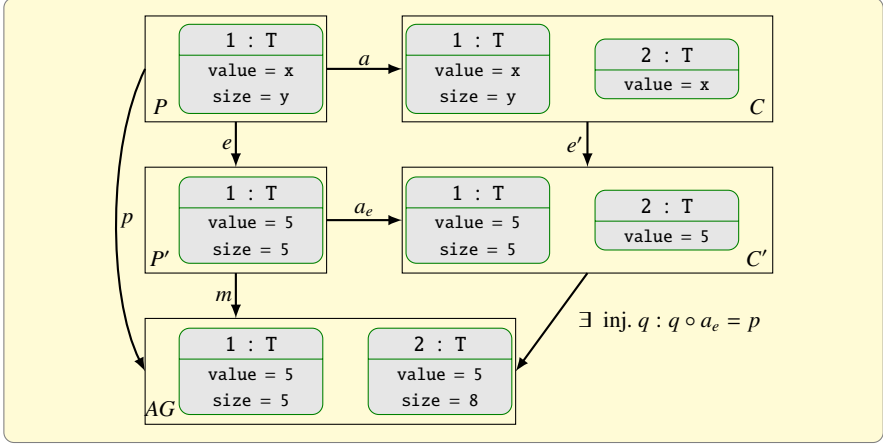 1 : T
value = x
size = y
P
a
1 : T
value = x
size = y
2 : T
value = x
C
e
e′
p
1 : T
value = 5
size = 5
P′
a_e
1 : T
value = 5
size = 5
2 : T
value = 5
C′
m
∃ inj. q : q ∘ a_e = p
1 : T
value = 5
size = 5
2 : T
value = 5
size = 8
AG